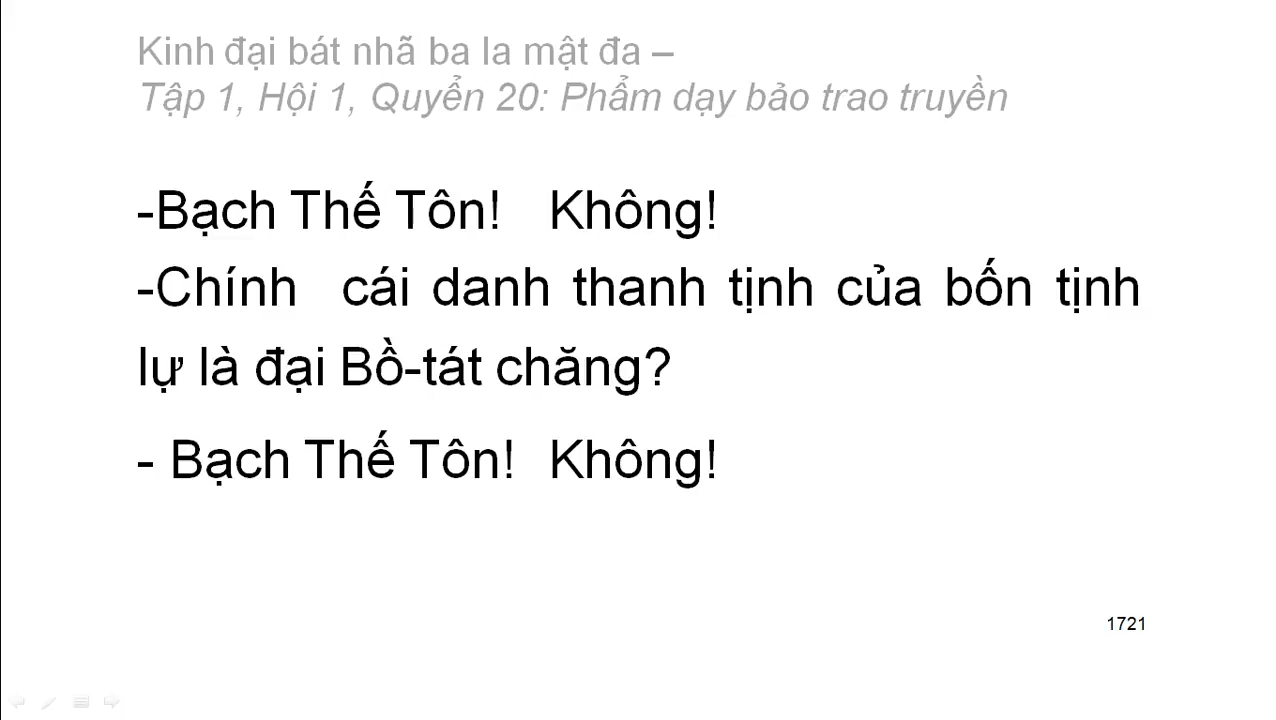 Kinh đại bát nhã ba la mật đa –
Tập 1, Hội 1, Quyển 20: Phẩm dạy bảo trao truyền
-Bạch Thế Tôn! Không!
-Chính cái danh thanh tịnh của bốn tịnh
lự là đại Bồ-tát chăng?
- Bạch Thế Tôn! Không!
1721